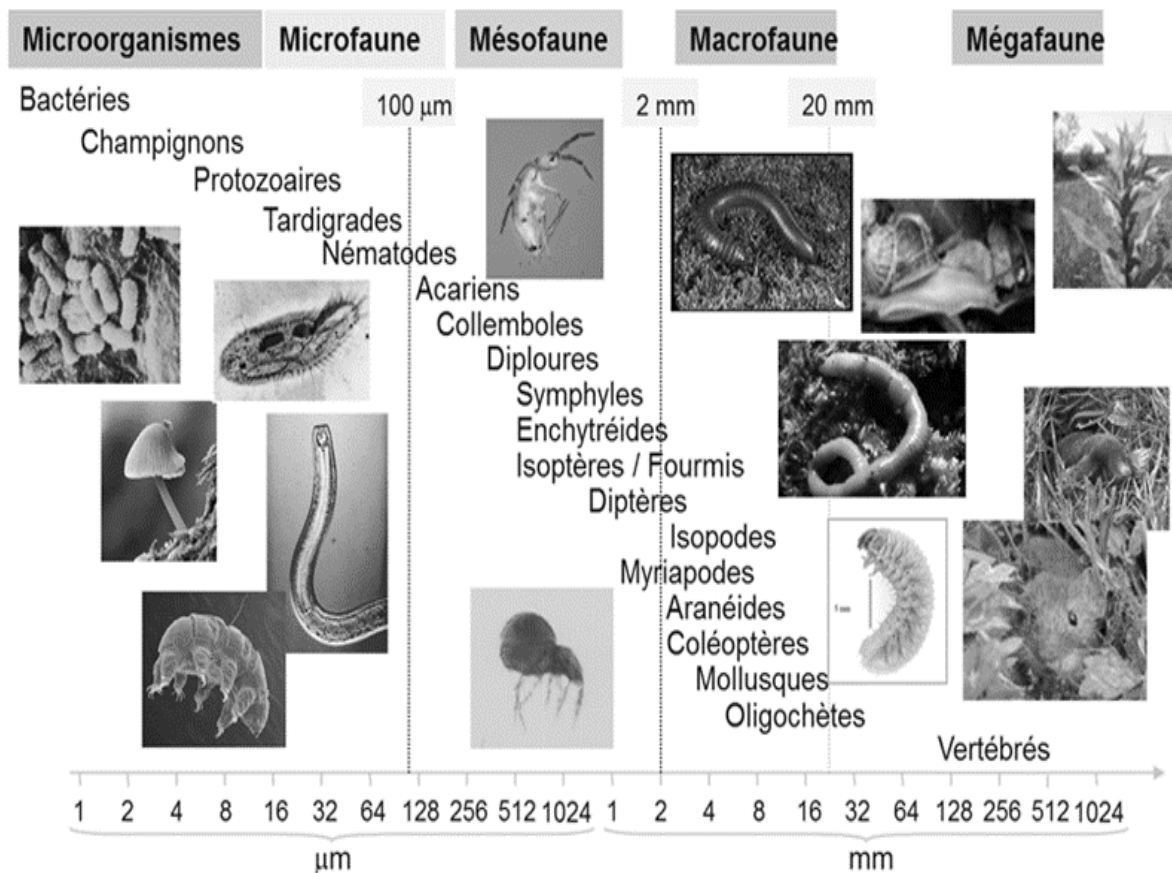 Microorganismes Microfaune Mésofaune Macrofaune Mégafaune
Bactéries
100 µm 2 mm 20 mm
Champignons
Protozoaires
Tardigrades
Nématodes
Acariens
Collemboles
Diploures
Symphyles
Enchytréides
Isoptères / Fourmis
Diptères
Isopodes
Myriapodes
Aranéides
Coléoptères
Mollusques
Oligochètes
Vertébrés
1 2 4 8 16 32 64 128 256 512 1024 1 2 4 8 16 32 64 128 256 512 1024
µm mm